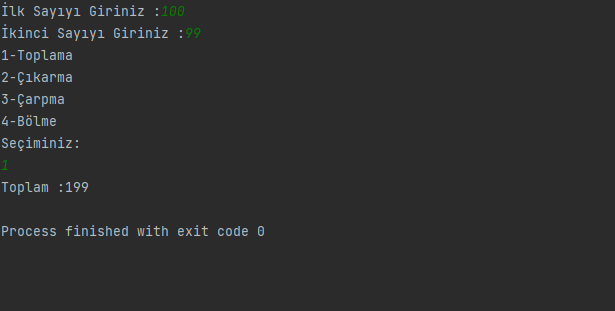 İlk Sayıyı Giriniz :100
İkinci Sayıyı Giriniz :99
1-Toplama
2-Çıkarma
3-Çarpma
4-Bölme
Seçiminiz:
1
Toplam :199
Process finished with exit code 0